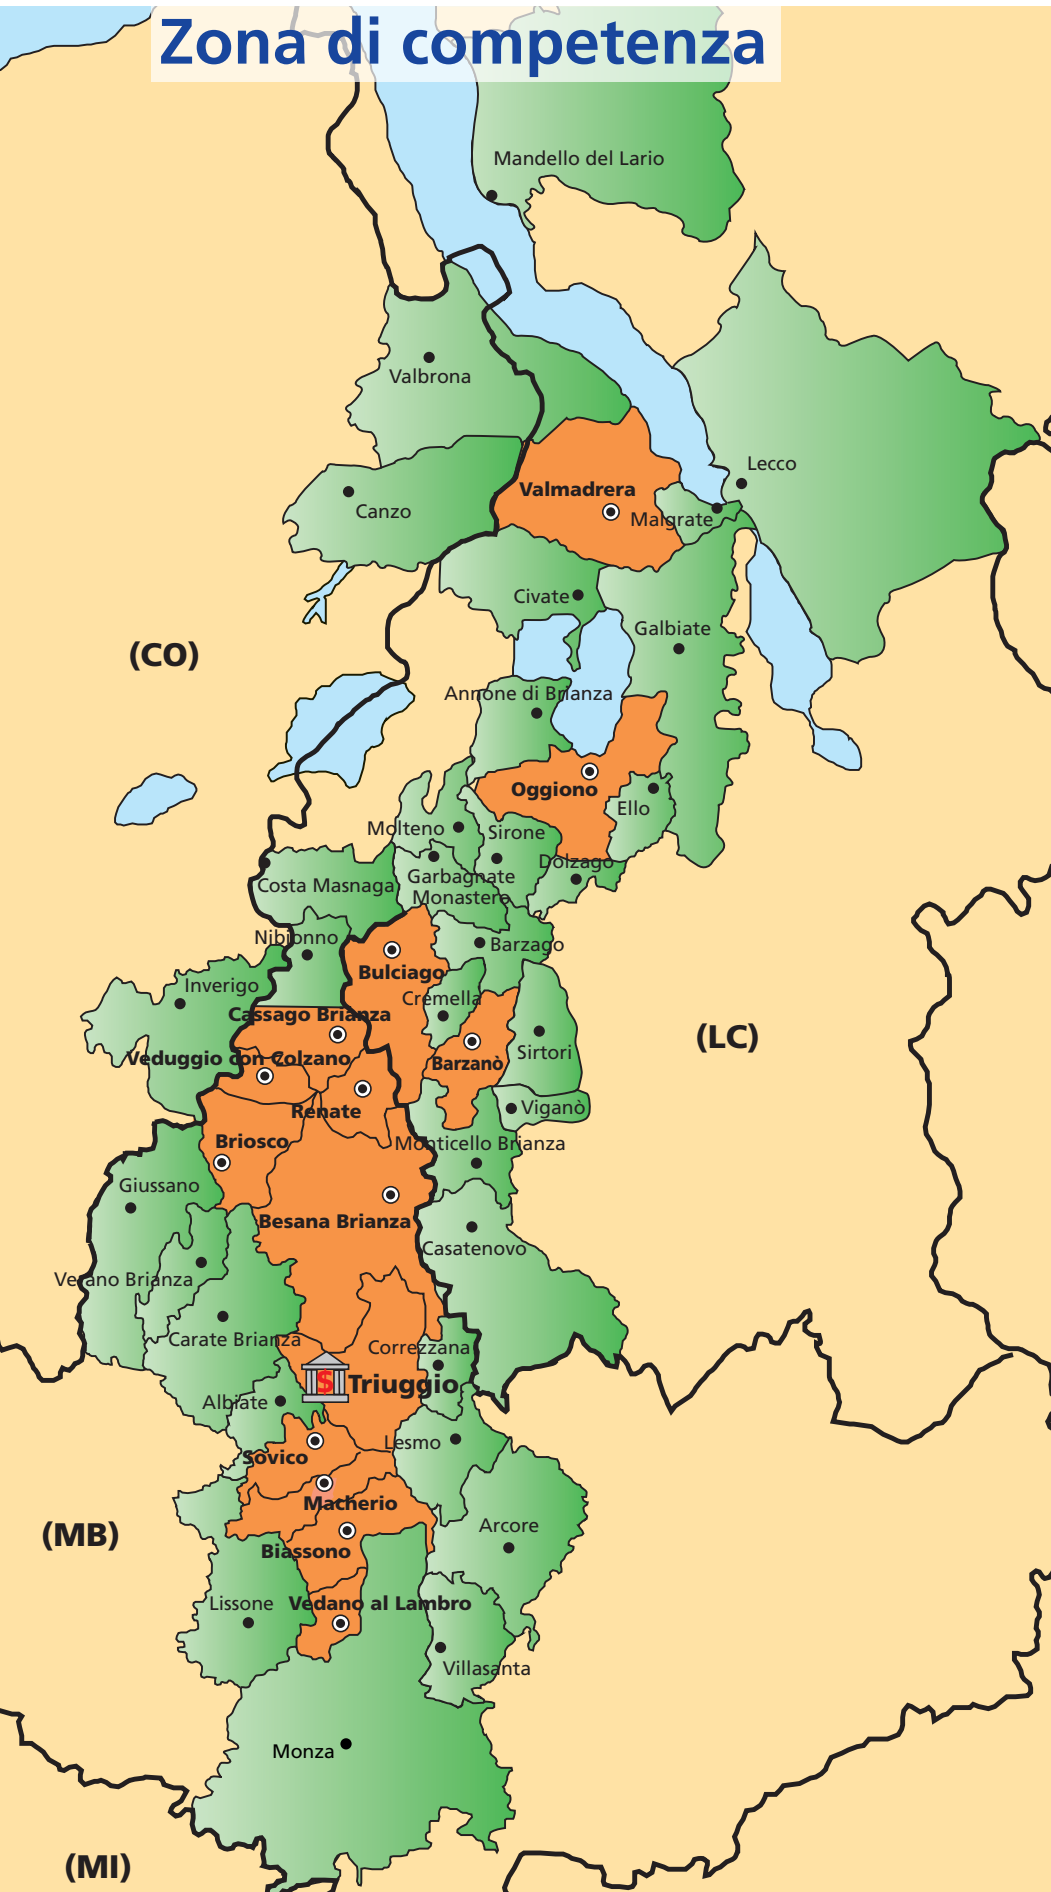 Zona di competenza
Mandello del Lario
Valbrona
Lecco
Valmadrera
Canzo
Malgrate
Civate
Galbiate
(CO)
Annone di Brianza
Oggiono
Ello
Molteno
Sirone
Dolzago
Garbagnate
Monastero
Costa Masnaga
Nibionno
Barzago
Bulciago
Inverigo
Cremella
Cassago Brianza
(LC)
Sirtori
Veduggio con Colzano
Barzanò
Renate
Viganò
Briosco
Monticello Brianza
Giussano
Besana Brianza
Casatenovo
Verano Brianza
Carate Brianza
Correzzana
$
Triuggio
Albiate
Lesmo
Sovico
Macherio
Arcore
(MB)
Biassono
Lissone
Vedano al Lambro
Villasanta
Monza
(MI)